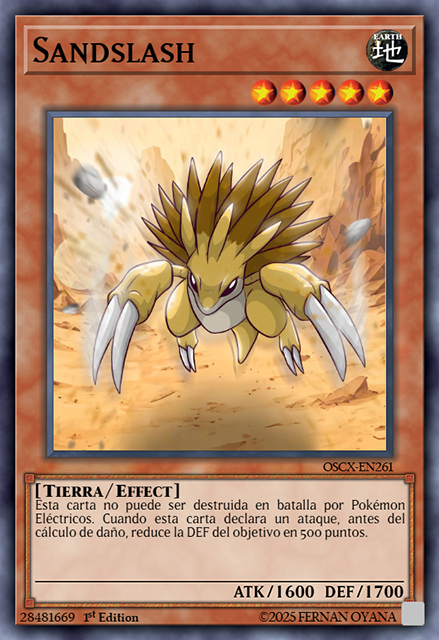 SANDSLASH
EARTH
地
OSCX-EN261
[TIERRA/EFFECT]
Esta carta no puede ser destruida en batalla por Pokémon
Eléctricos. Cuando esta carta declara un ataque, antes del
cálculo de daño, reduce la DEF del objetivo en 500 puntos.
ATK/1600 DEF/1700
28481669 1st Edition ©2025 FERNAN OYANA